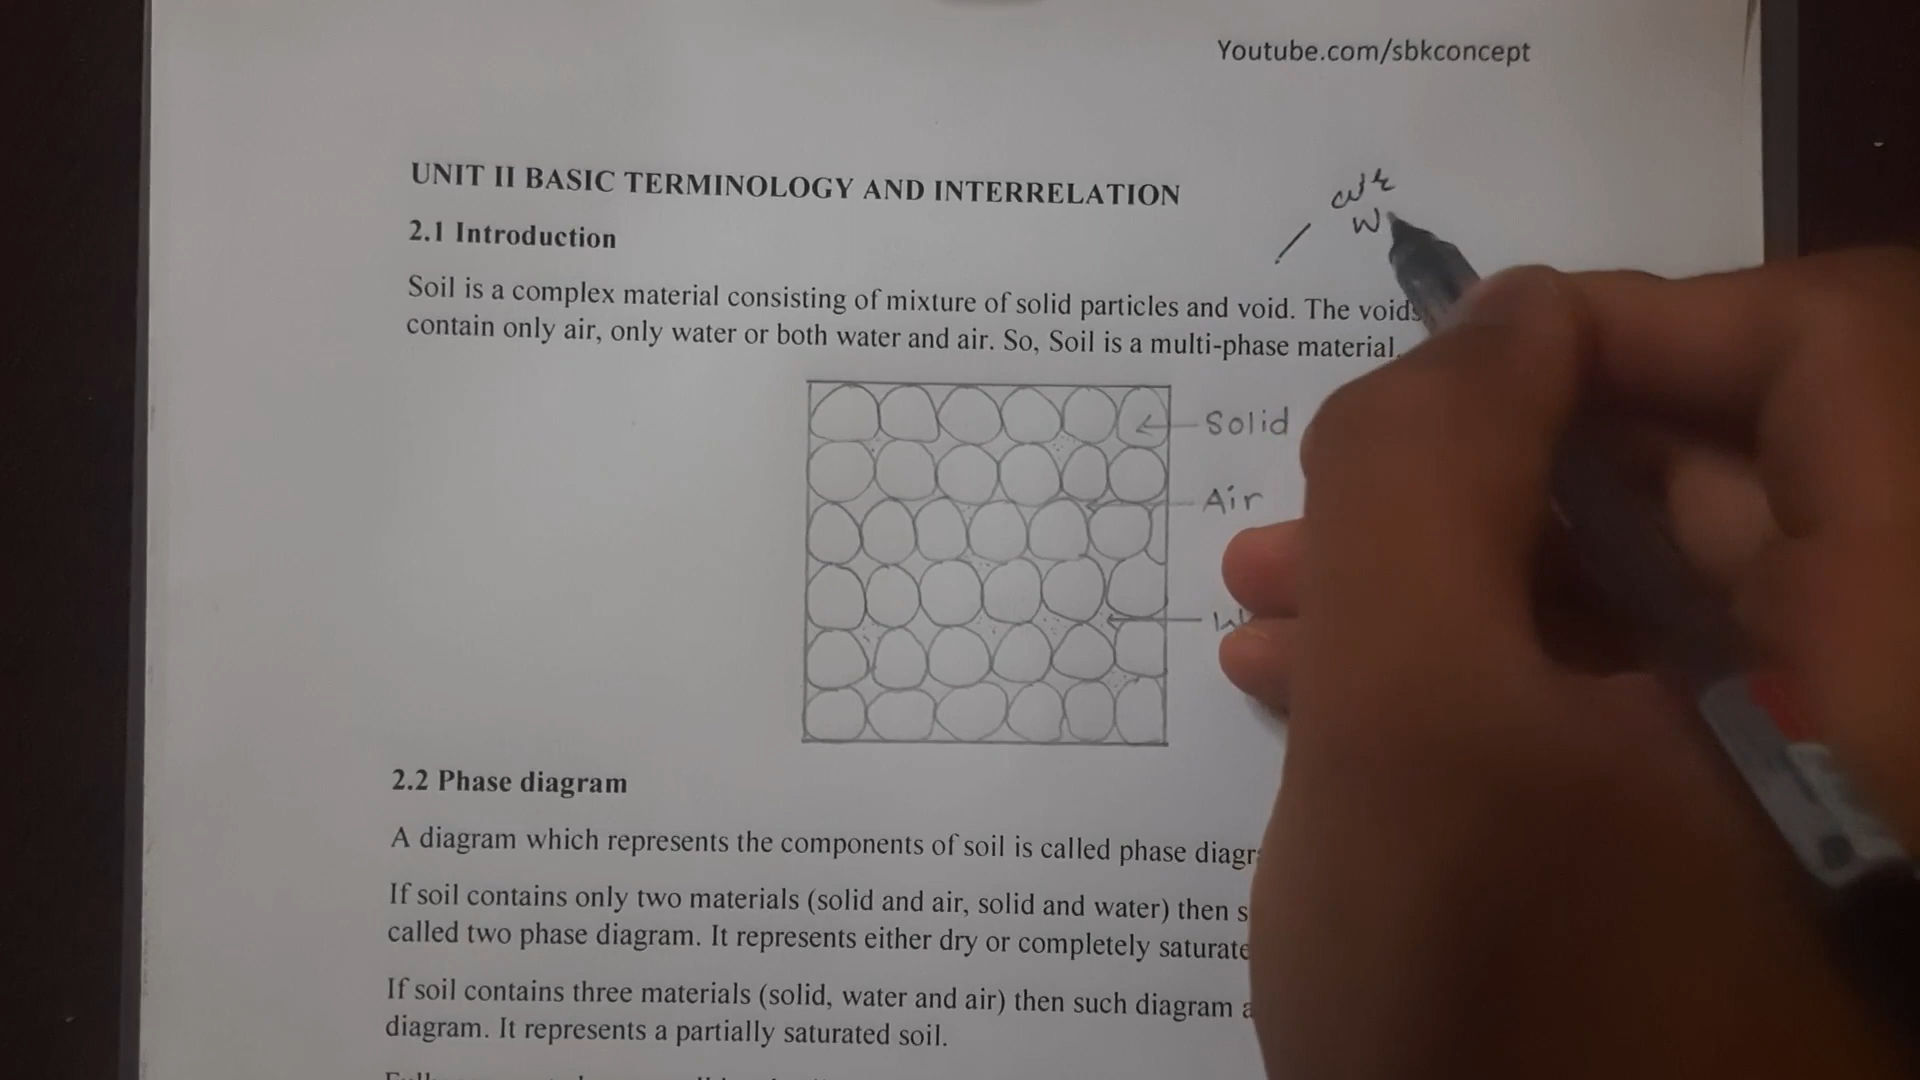 Youtube.com/sbkconcept
UNIT II BASIC TERMINOLOGY AND INTERRELATION
2.1 Introduction
Soil is a complex material consisting of mixture of solid particles and void. The voids
contain only air, only water or both water and air. So, Soil is a multi-phase material.
Solid
Air
2.2 Phase diagram
A diagram which represents the components of soil is called phase
If soil contains only two materials (solid and air, solid and water) then
called two phase diagram. It represents either dry or completely
If soil contains three materials (solid, water and air) then such diagram
diagram. It represents a partially saturated soil.